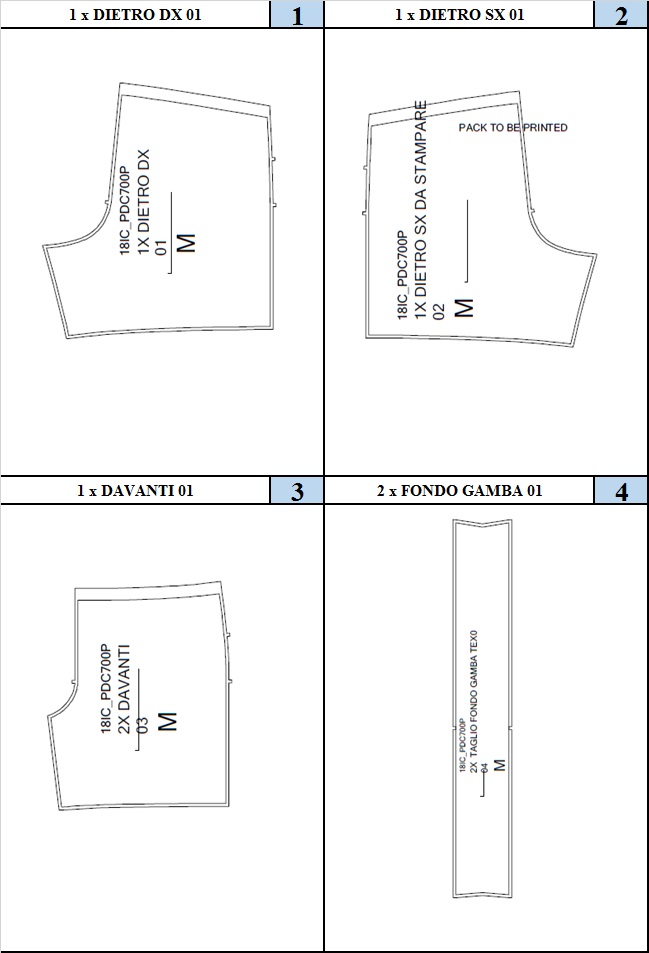 1 x DIETRO DX 01
1
1 x DIETRO SX 01
2
18IC_PDC700P
1X DIETRO DX
01
M
PACK TO BE PRINTED
18IC_PDC700P
1X DIETRO SX DA STAMPARE
02
M
1 x DAVANTI 01
3
2 x FONDO GAMBA 01
4
18IC_PDC700P
2X DAVANTI
03
M
18IC_PDC700P
2X TAGLIO FONDO GAMBA TEX0
64
M